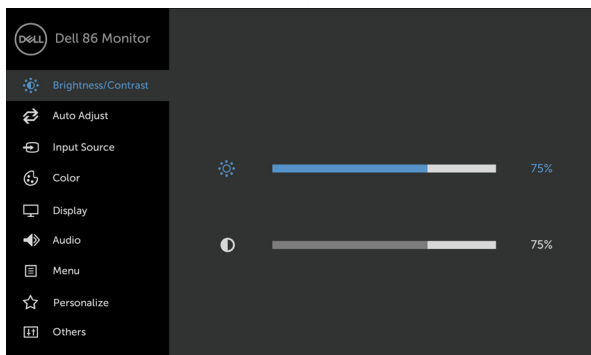 DELL Dell 86 Monitor
Brightness/Contrast
Auto Adjust
Input Source
Color
75%
Display
Audio
75%
Menu
Personalize
Others